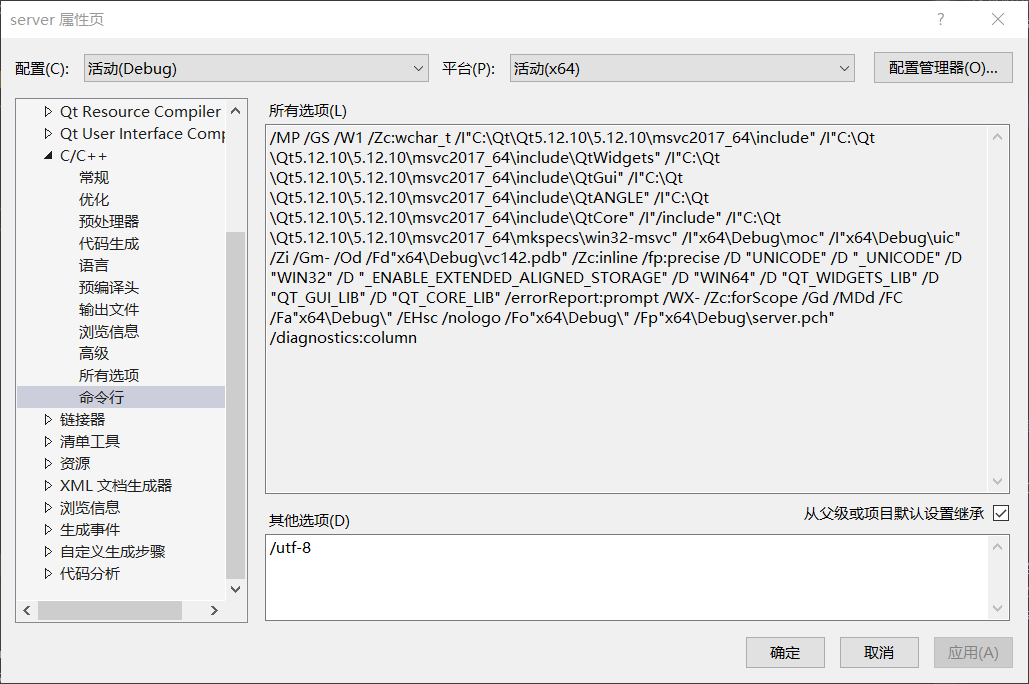 server 属性页
配置(C): 活动(Debug) 平台(P): 活动(x64) 配置管理器(O)...
Qt Resource Compiler
Qt User Interface Comp
C/C++
常规
优化
预处理器
代码生成
语言
预编译头
输出文件
浏览信息
高级
所有选项
命令行
链接器
清单工具
资源
XML 文档生成器
浏览信息
生成事件
自定义生成步骤
代码分析
所有选项(L)
/MP /GS /W1 /Zc:wchar_t /I"C:\Qt\Qt5.12.10\5.12.10\msvc2017_64\include" /I"C:\Qt
\Qt5.12.10\5.12.10\msvc2017_64\include\QtWidgets" /I"C:\Qt
\Qt5.12.10\5.12.10\msvc2017_64\include\QtGui" /I"C:\Qt
\Qt5.12.10\5.12.10\msvc2017_64\include\QtANGLE" /I"C:\Qt
\Qt5.12.10\5.12.10\msvc2017_64\include\QtCore" /I"/include" /I"C:\Qt
\Qt5.12.10\5.12.10\msvc2017_64\mkspecs\win32-msvc" /I"x64\Debug\moc" /I"x64\Debug\uic"
/Zi /Gm- /Od /Fd"x64\Debug\vc142.pdb" /Zc:inline /fp:precise /D "UNICODE" /D "_UNICODE" /D
"WIN32" /D "_ENABLE_EXTENDED_ALIGNED_STORAGE" /D "WIN64" /D "QT_WIDGETS_LIB" /D
"QT_GUI_LIB" /D "QT_CORE_LIB" /errorReport:prompt /WX- /Zc:forScope /Gd /MDd /FC
/Fa"x64\Debug\" /EHsc /nologo /Fo"x64\Debug\" /Fp"x64\Debug\server.pch"
/diagnostics:column
其他选项(D)
从父级或项目默认设置继承
/utf-8
确定 取消 应用(A)